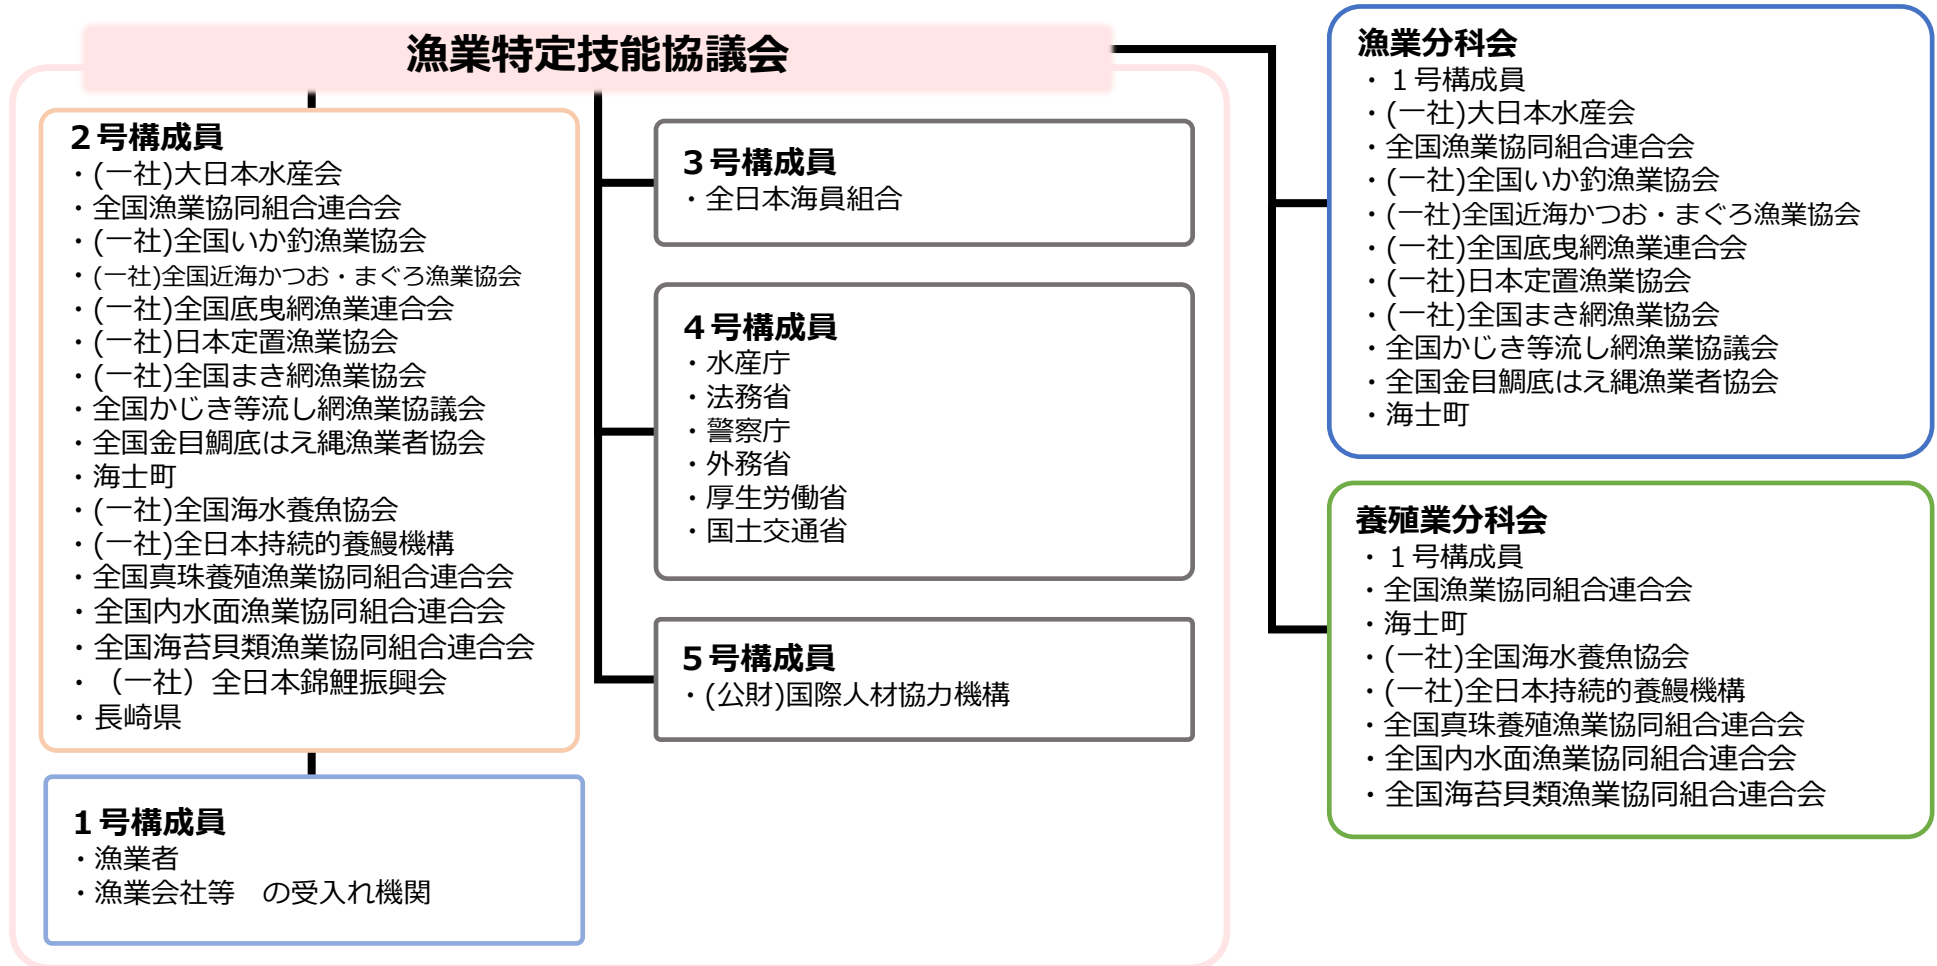 漁業特定技能協議会
２号構成員
・(一社)大日本水産会
・全国漁業協同組合連合会
・(一社)全国いか釣漁業協会
・(一社)全国近海かつお・まぐろ漁業協会
・(一社)全国底曳網漁業連合会
・(一社)日本定置漁業協会
・(一社)全国まき網漁業協会
・全国かじき等流し網漁業協議会
・全国金目鯛底はえ縄漁業者協会
・海士町
・(一社)全国海水養魚協会
・(一社)全日本持続的養鰻機構
・全国真珠養殖漁業協同組合連合会
・全国内水面漁業協同組合連合会
・全国海苔貝類漁業協同組合連合会
・（一社）全日本錦鯉振興会
・長崎県
１号構成員
・漁業者
・漁業会社等　の受入れ機関
３号構成員
・全日本海員組合
４号構成員
・水産庁
・法務省
・警察庁
・外務省
・厚生労働省
・国土交通省
５号構成員
・(公財)国際人材協力機構
漁業分科会
・１号構成員
・(一社)大日本水産会
・全国漁業協同組合連合会
・(一社)全国いか釣漁業協会
・(一社)全国近海かつお・まぐろ漁業協会
・(一社)全国底曳網漁業連合会
・(一社)日本定置漁業協会
・(一社)全国まき網漁業協会
・全国かじき等流し網漁業協議会
・全国金目鯛底はえ縄漁業者協会
・海士町
養殖業分科会
・１号構成員
・全国漁業協同組合連合会
・海士町
・(一社)全国海水養魚協会
・(一社)全日本持続的養鰻機構
・全国真珠養殖漁業協同組合連合会
・全国内水面漁業協同組合連合会
・全国海苔貝類漁業協同組合連合会